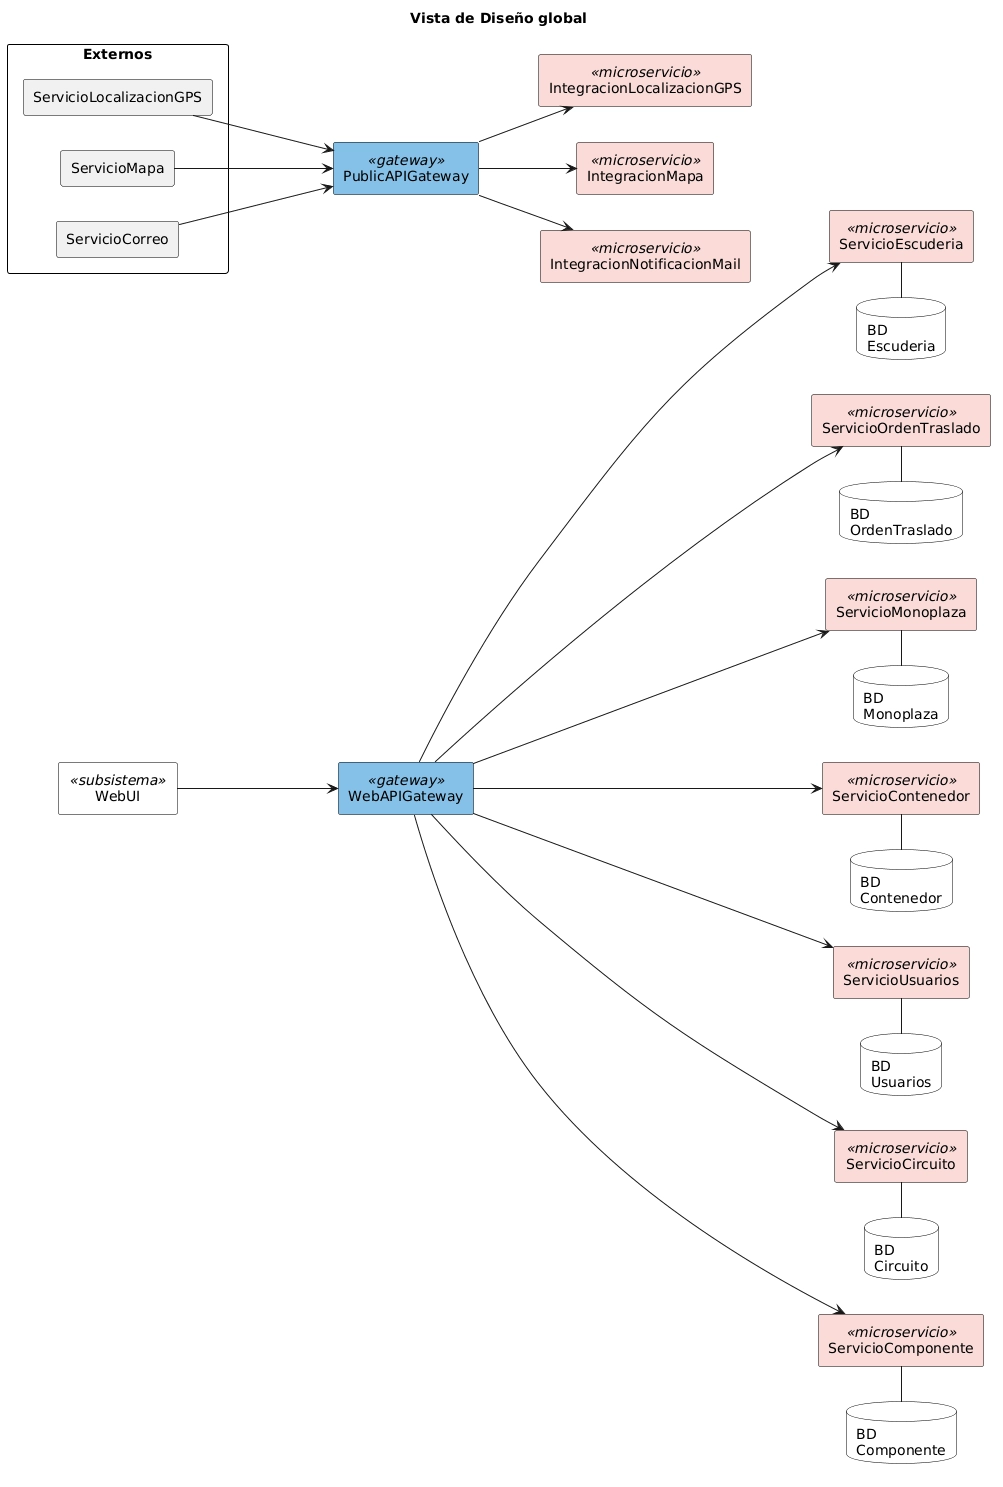 Vista de Diseño global
Externos
ServicioLocalizacionGPS
ServicioMapa
ServicioCorreo
«gateway»
PublicAPIGateway
«microservicio»
IntegracionLocalizacionGPS
«microservicio»
IntegracionMapa
«microservicio»
IntegracionNotificacionMail
«subsistema»
WebUI
«gateway»
WebAPIGateway
«microservicio»
ServicioEscuderia
BD
Escuderia
«microservicio»
ServicioOrdenTraslado
BD
OrdenTraslado
«microservicio»
ServicioMonoplaza
BD
Monoplaza
«microservicio»
ServicioContenedor
BD
Contenedor
«microservicio»
ServicioUsuarios
BD
Usuarios
«microservicio»
ServicioCircuito
BD
Circuito
«microservicio»
ServicioComponente
BD
Componente